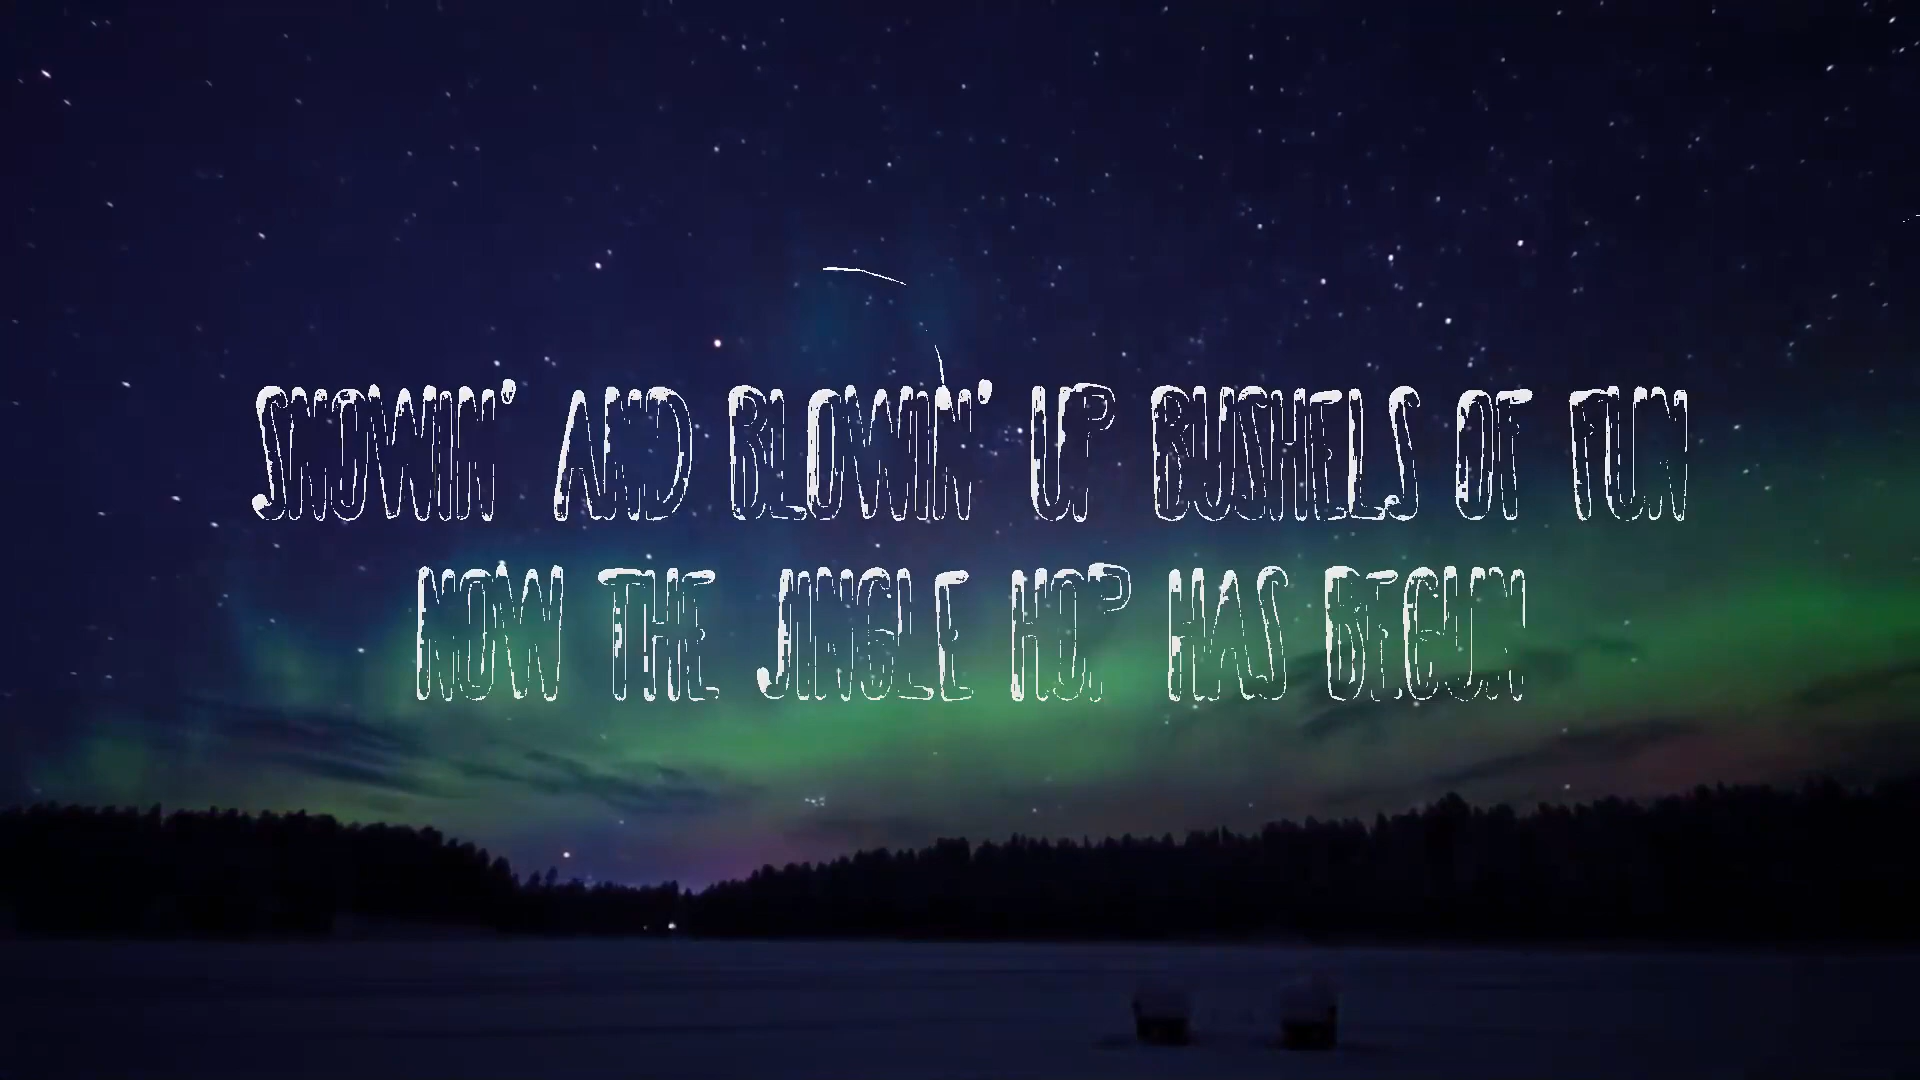 SNOWIN' AND BLOWIN' UP BUSHELS OF FUN
NOW THE JINGLE HOP HAS BEGUN